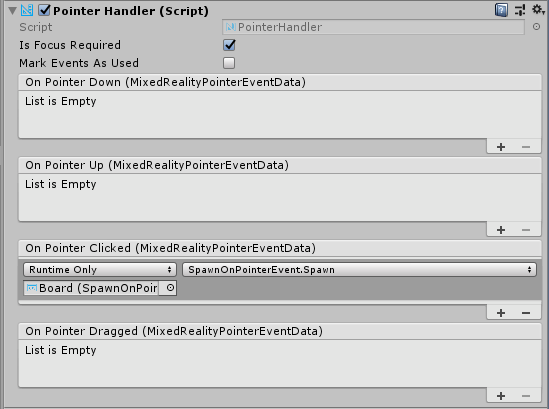 Pointer Handler (Script)
Script PointerHandler
Is Focus Required
Mark Events As Used
On Pointer Down (MixedRealityPointerEventData)
List is Empty
+ −
On Pointer Up (MixedRealityPointerEventData)
List is Empty
+ −
On Pointer Clicked (MixedRealityPointerEventData)
Runtime Only SpawnOnPointerEvent.Spawn
Board (SpawnOnPoin
+ −
On Pointer Dragged (MixedRealityPointerEventData)
List is Empty
+ −